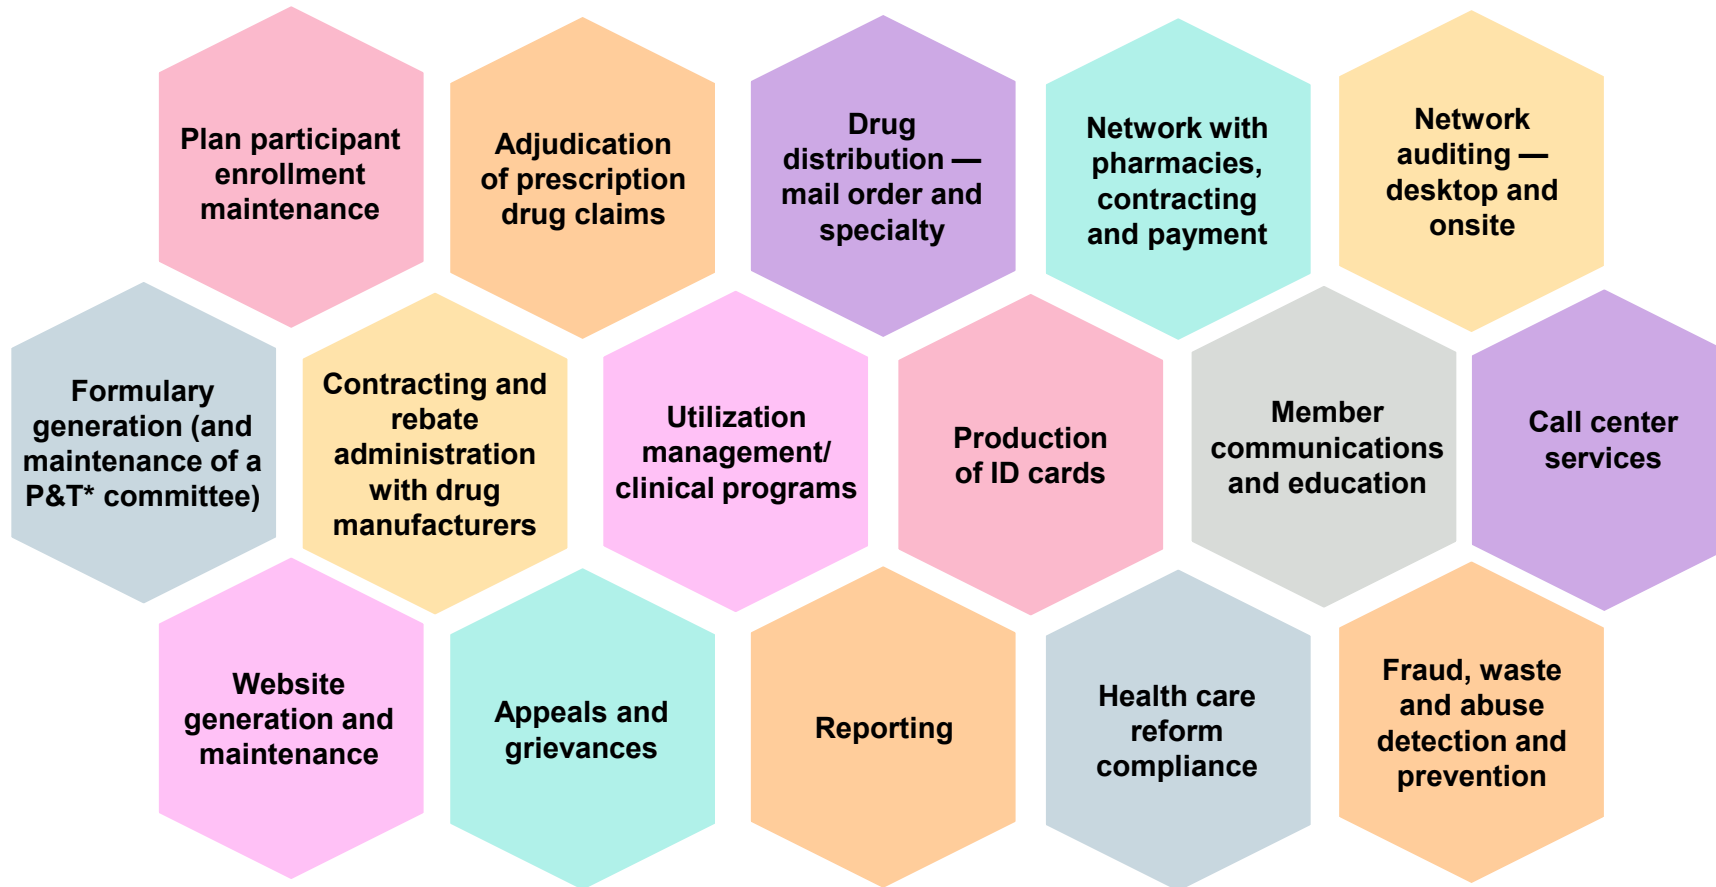 Plan participant
enrollment
maintenance
Adjudication
of prescription
drug claims
Drug
distribution —
mail order and
specialty
Network with
pharmacies,
contracting
and payment
Network
auditing —
desktop and
onsite
Formulary
generation (and
maintenance of a
P&T* committee)
Contracting and
rebate
administration
with drug
manufacturers
Utilization
management/
clinical programs
Production
of ID cards
Member
communications
and education
Call center
services
Website
generation and
maintenance
Appeals and
grievances
Reporting
Health care
reform
compliance
Fraud, waste
and abuse
detection and
prevention